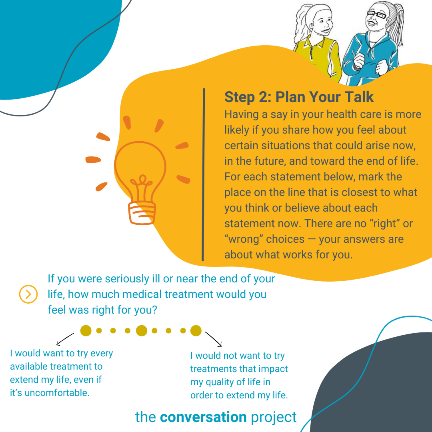 Step 2: Plan Your Talk
Having a say in your health care is more
likely if you share how you feel about
certain situations that could arise now,
in the future, and toward the end of life.
For each statement below, mark the
place on the line that is closest to what
you think or believe about each
statement now. There are no "right" or
"wrong" choices — your answers are
about what works for you.
If you were seriously ill or near the end of your
life, how much medical treatment would you
feel was right for you?
I would want to try every
available treatment to
extend my life, even if
it's uncomfortable.
I would not want to try
treatments that impact
my quality of life in
order to extend my life.
the conversation project